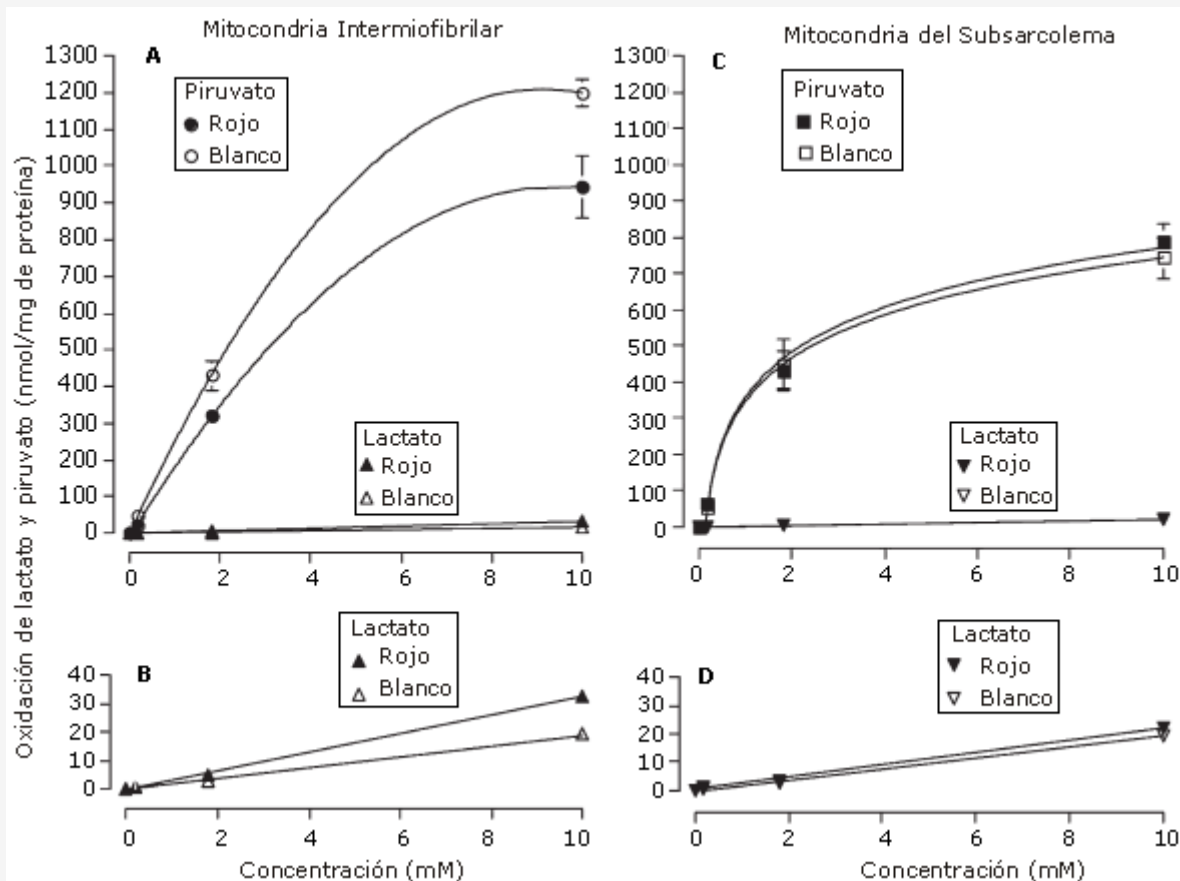 Mitocondria Intermiofibrilar
Mitocondria del Subsarcolema
Oxidación de lactato y piruvato (nmol/mg de proteína)
A
1300
1200
1100
1000
900
800
700
600
500
400
300
200
100
0
Piruvato
Rojo
Blanco
Lactato
Rojo
Blanco
0 2 4 6 8 10
C
1300
1200
1100
1000
900
800
700
600
500
400
300
200
100
0
Piruvato
Rojo
Blanco
Lactato
Rojo
Blanco
0 2 4 6 8 10
B
40
30
20
10
0
Lactato
Rojo
Blanco
0 2 4 6 8 10
Concentración (mM)
D
40
30
20
10
0
Lactato
Rojo
Blanco
0 2 4 6 8 10
Concentración (mM)